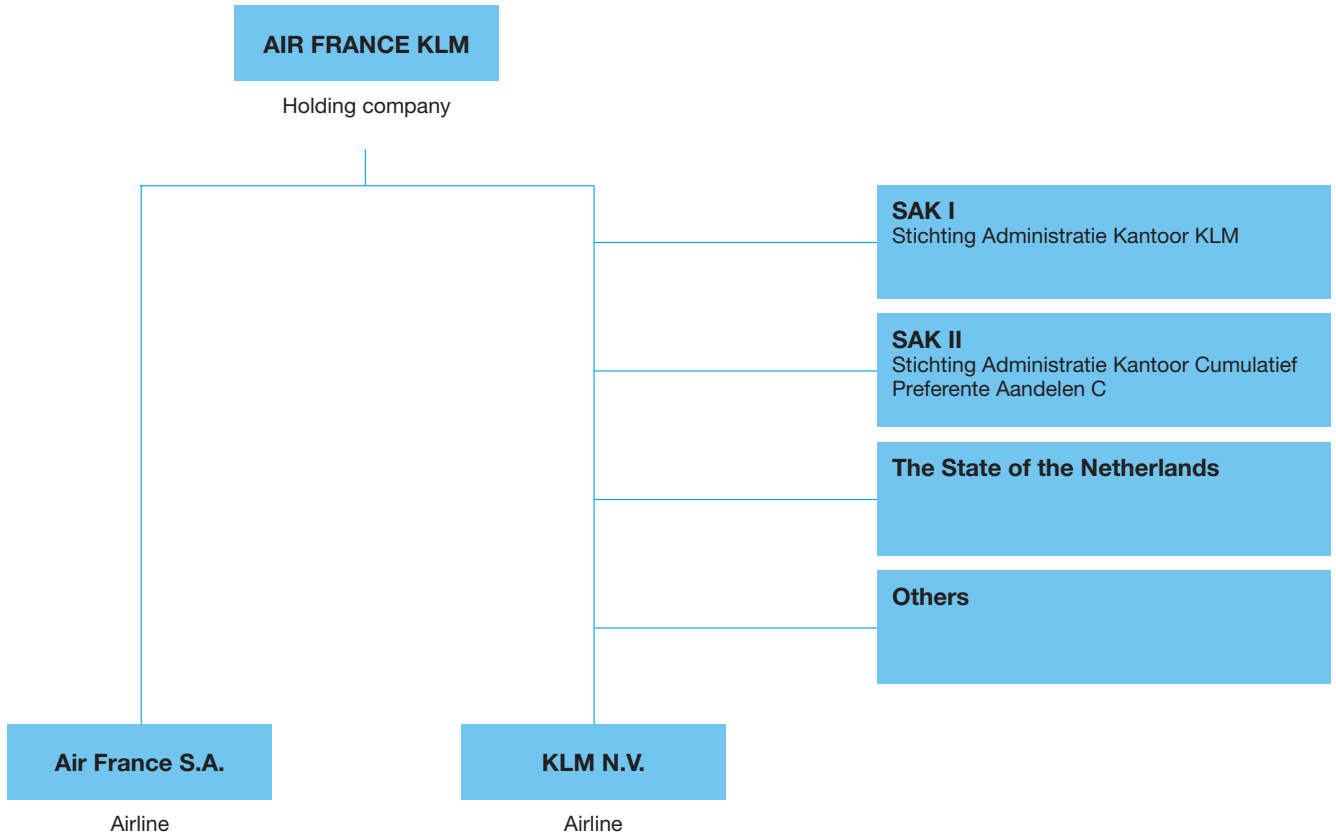 AIR FRANCE KLM
Holding company
SAK I
Stichting Administratie Kantoor KLM
SAK II
Stichting Administratie Kantoor Cumulatief
Preferente Aandelen C
The State of the Netherlands
Others
Air France S.A.
Airline
KLM N.V.
Airline